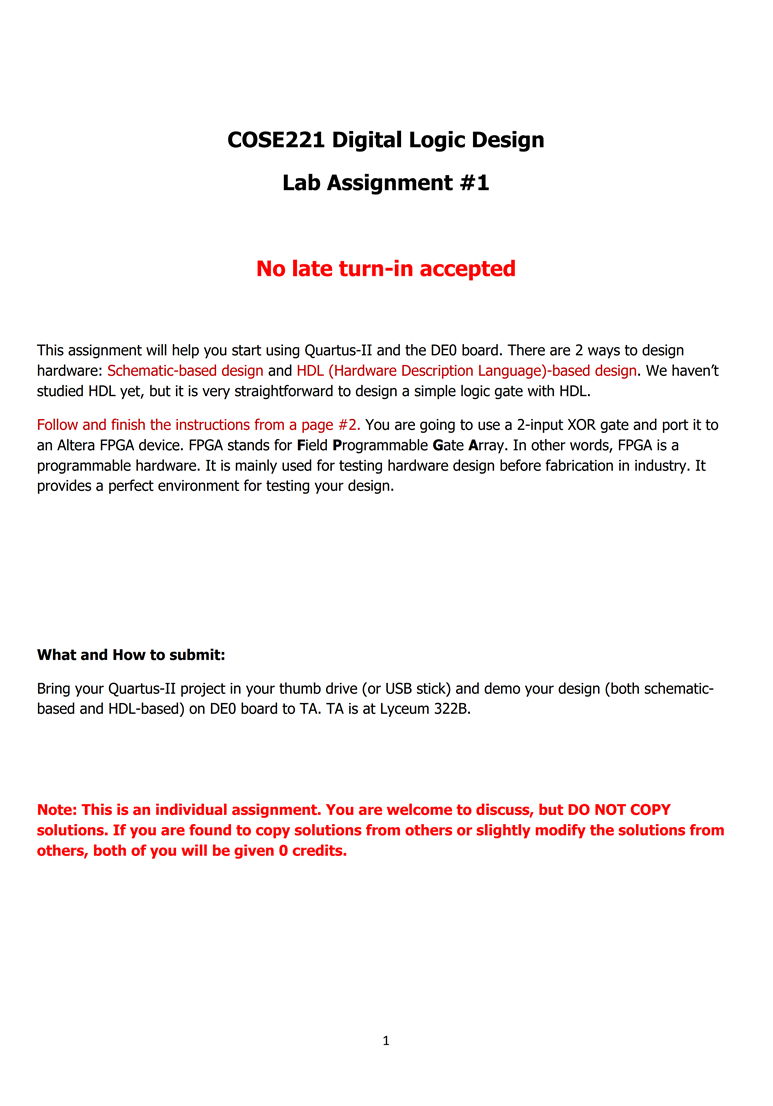 COSE221 Digital Logic Design
Lab Assignment #1
No late turn-in accepted
This assignment will help you start using Quartus-II and the DE0 board. There are 2 ways to design
hardware: Schematic-based design and HDL (Hardware Description Language)-based design. We haven’t
studied HDL yet, but it is very straightforward to design a simple logic gate with HDL.
Follow and finish the instructions from a page #2. You are going to use a 2-input XOR gate and port it to
an Altera FPGA device. FPGA stands for Field Programmable Gate Array. In other words, FPGA is a
programmable hardware. It is mainly used for testing hardware design before fabrication in industry. It
provides a perfect environment for testing your design.
What and How to submit:
Bring your Quartus-II project in your thumb drive (or USB stick) and demo your design (both schematic-
based and HDL-based) on DE0 board to TA. TA is at Lyceum 322B.
Note: This is an individual assignment. You are welcome to discuss, but DO NOT COPY
solutions. If you are found to copy solutions from others or slightly modify the solutions from
others, both of you will be given 0 credits.
1